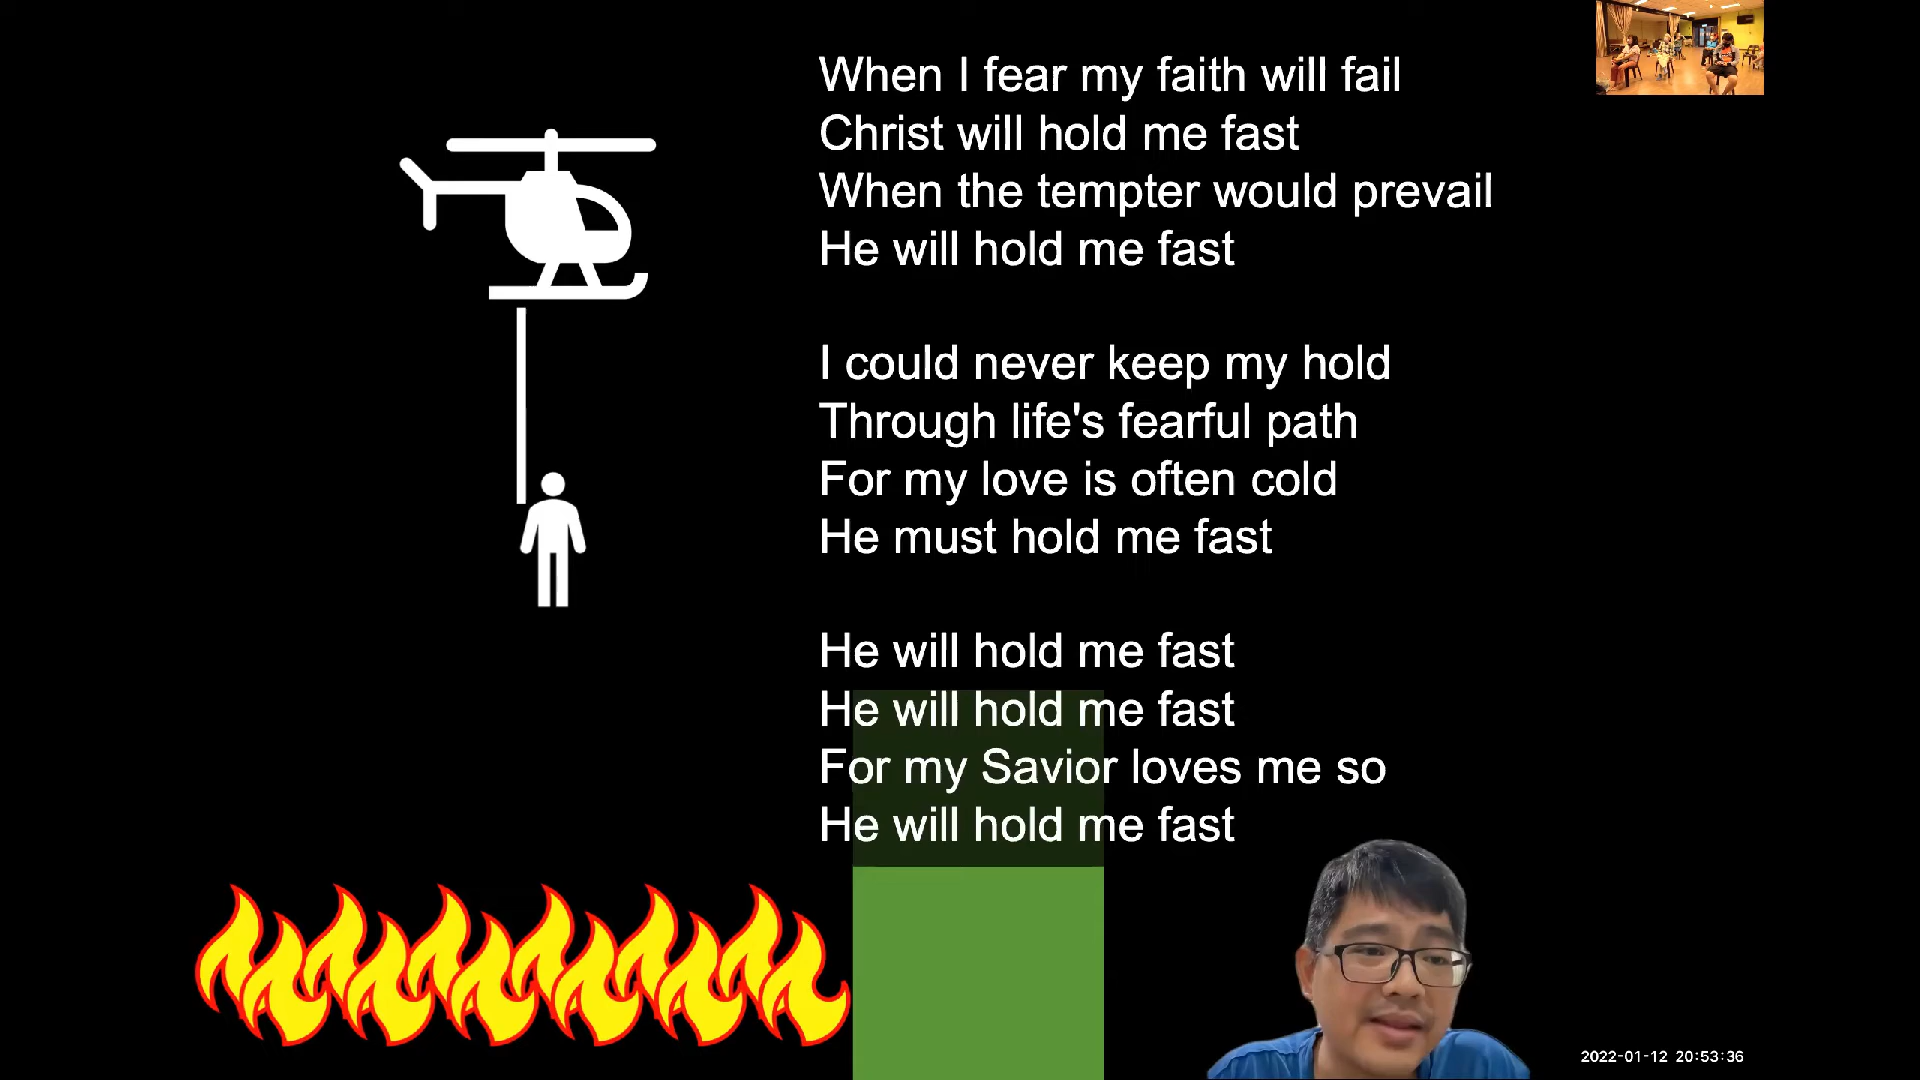 When I fear my faith will fail
Christ will hold me fast
When the tempter would prevail
He will hold me fast
I could never keep my hold
Through life's fearful path
For my love is often cold
He must hold me fast
He will hold me fast
He will hold me fast
For my Savior loves me so
He will hold me fast
2022-01-12 20:53:36